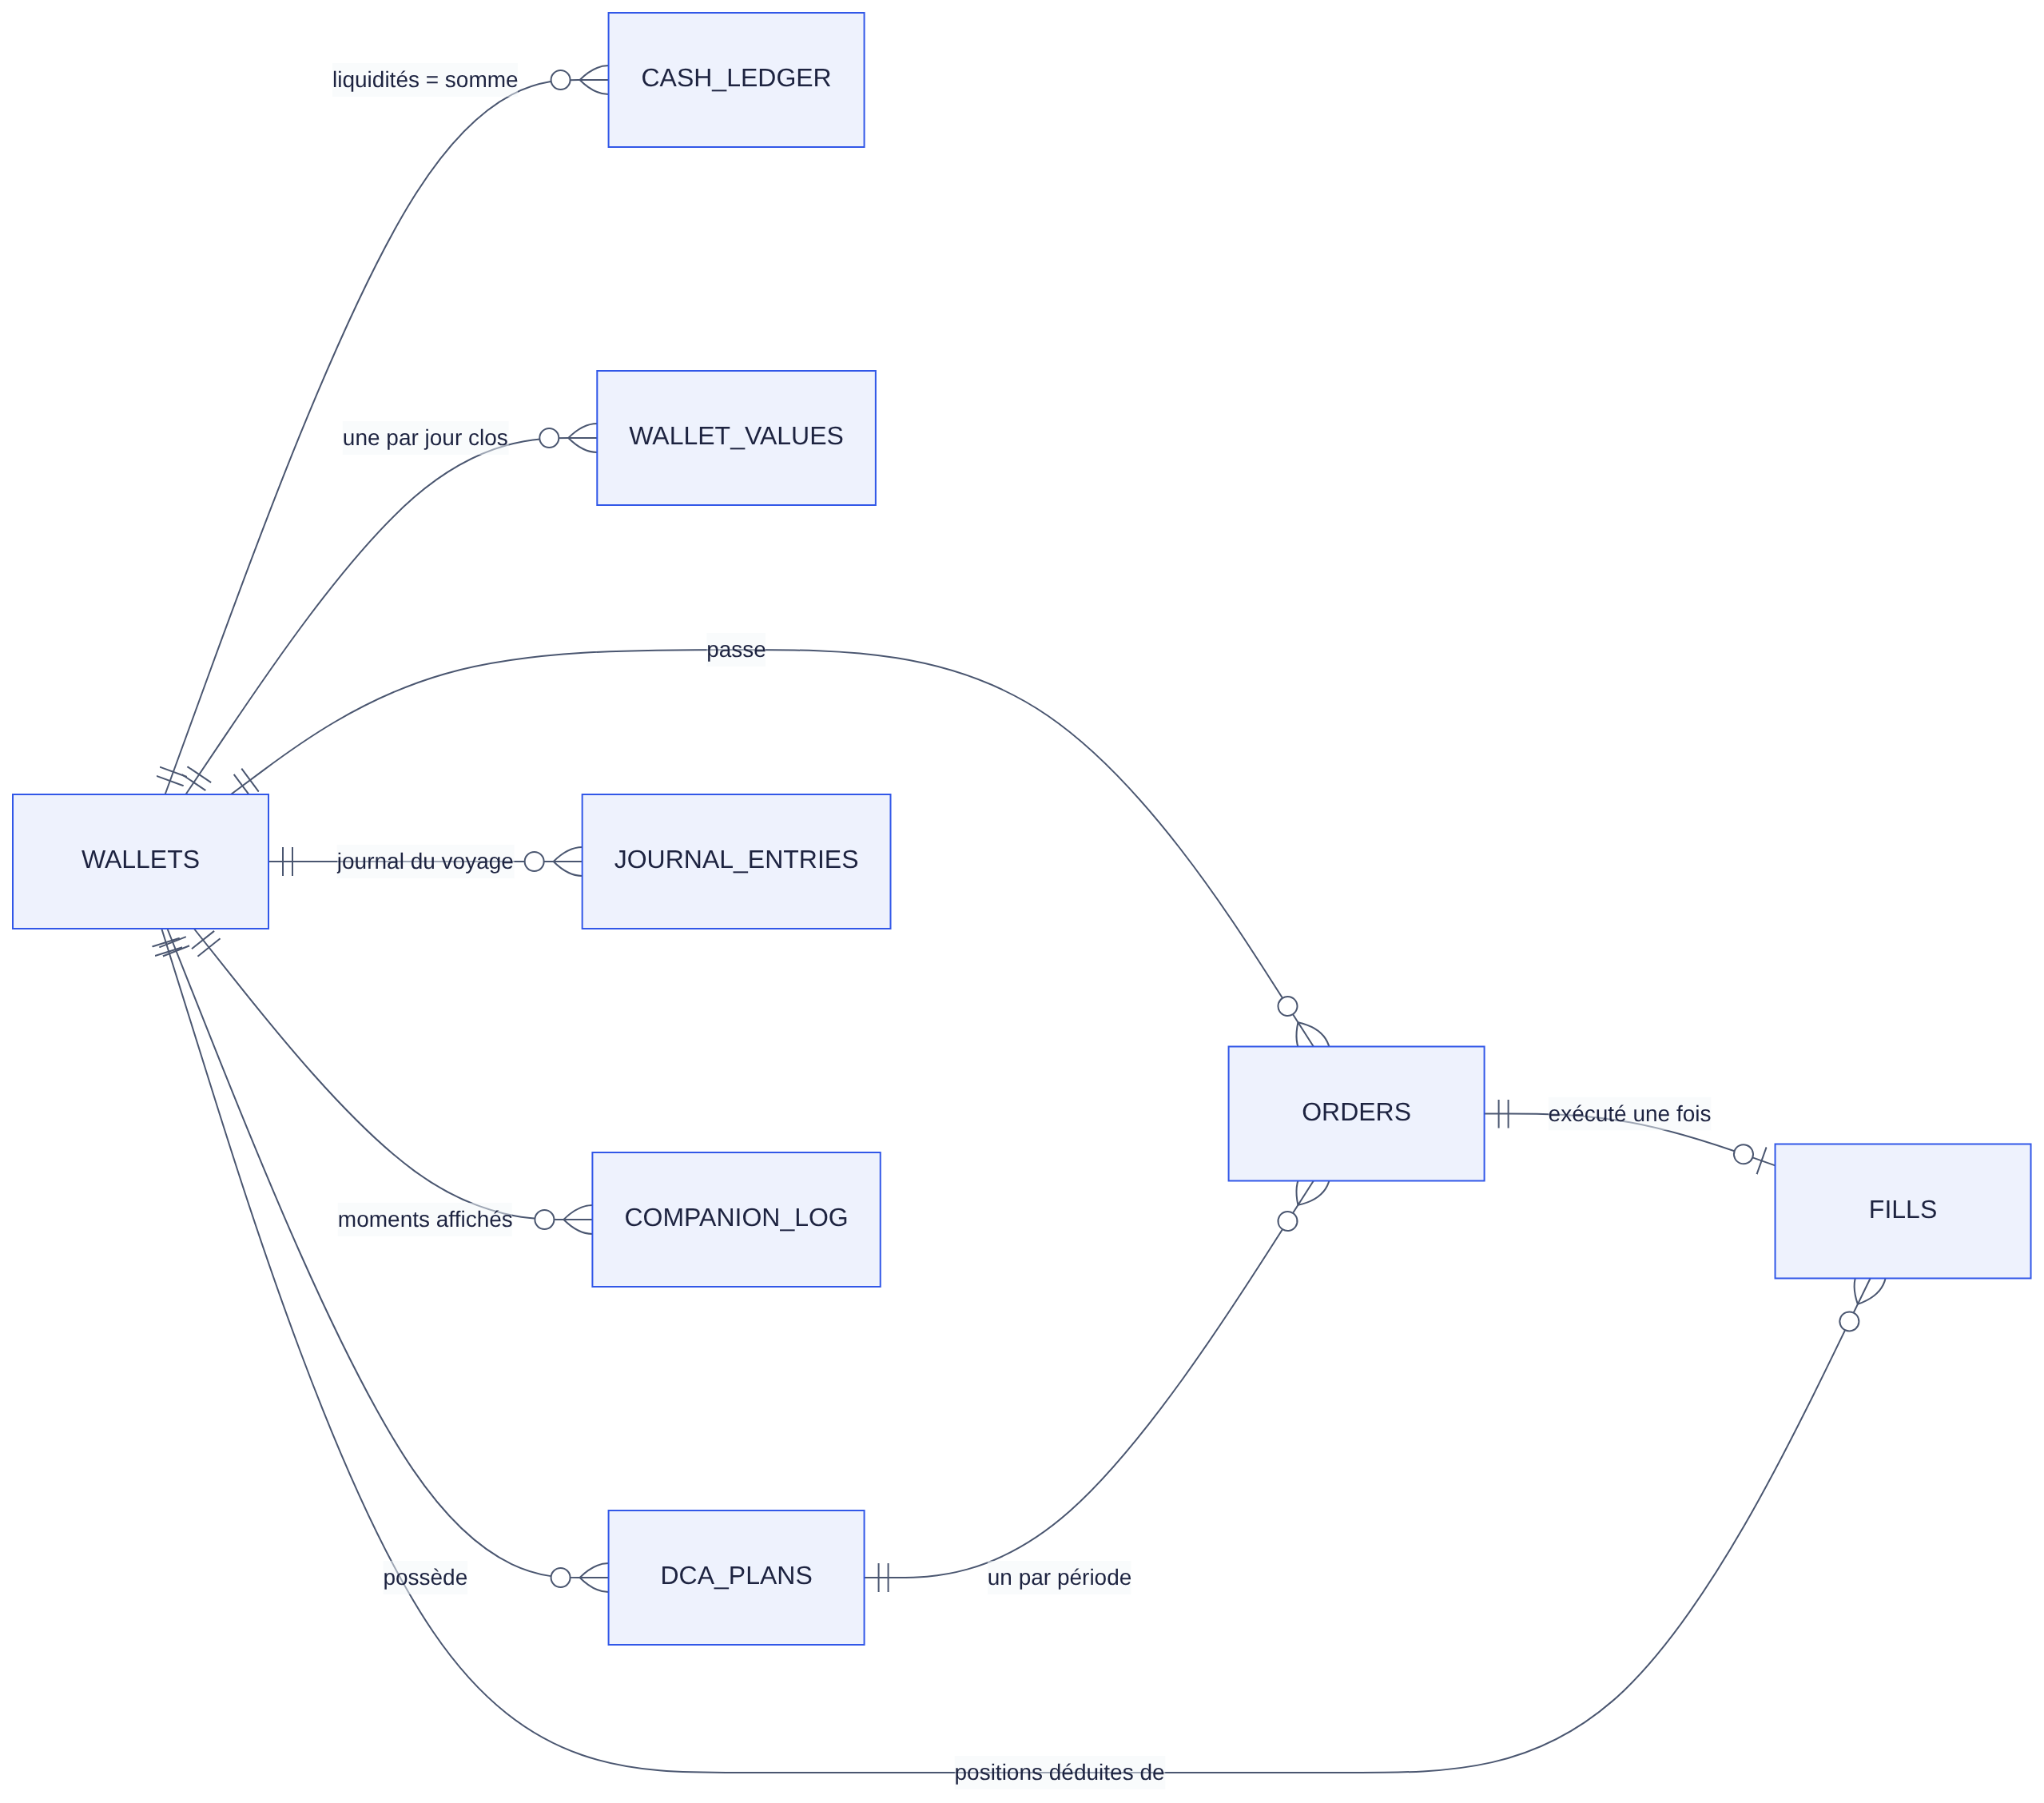 CASH_LEDGER
liquidités = somme
WALLET_VALUES
une par jour clos
passe
WALLETS
journal du voyage
JOURNAL_ENTRIES
ORDERS
exécuté une fois
FILLS
moments affichés
COMPANION_LOG
possède
DCA_PLANS
un par période
positions déduites de